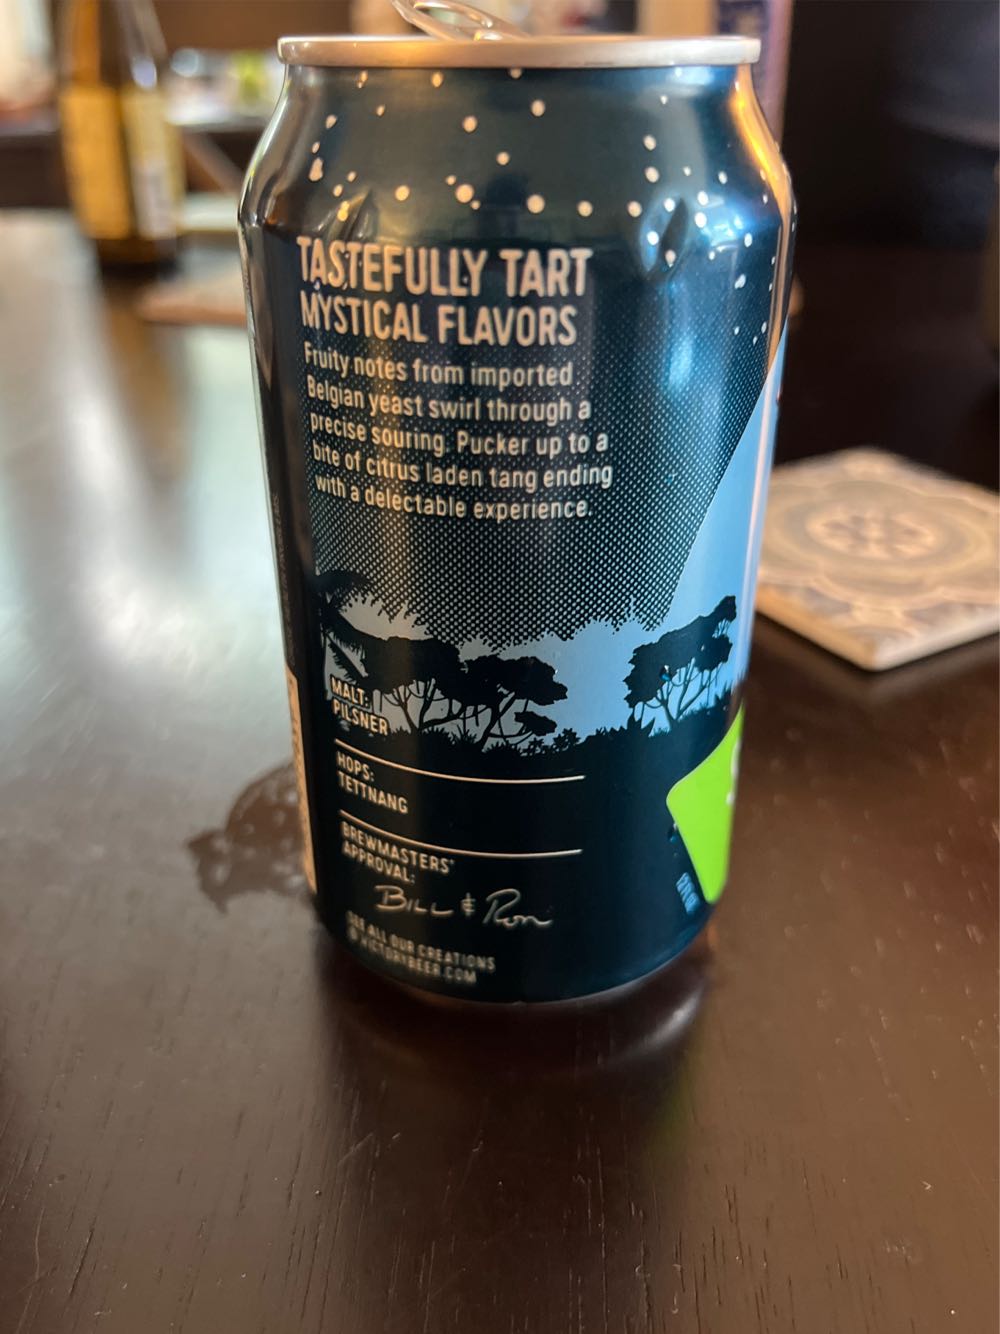 TASTEFULLY TART
MYSTICAL FLAVORS
Fruity notes from imported
Belgian yeast swirl through a
precise souring. Pucker up to a
bite of citrus laden tang ending
with a delectable experience.
MALT:
PILSNER
HOPS:
TETTNANG
BREWMASTERS'
APPROVAL:
BILL & Ron
SEE ALL OUR CREATIONS
@ VICTORYBEER.COM